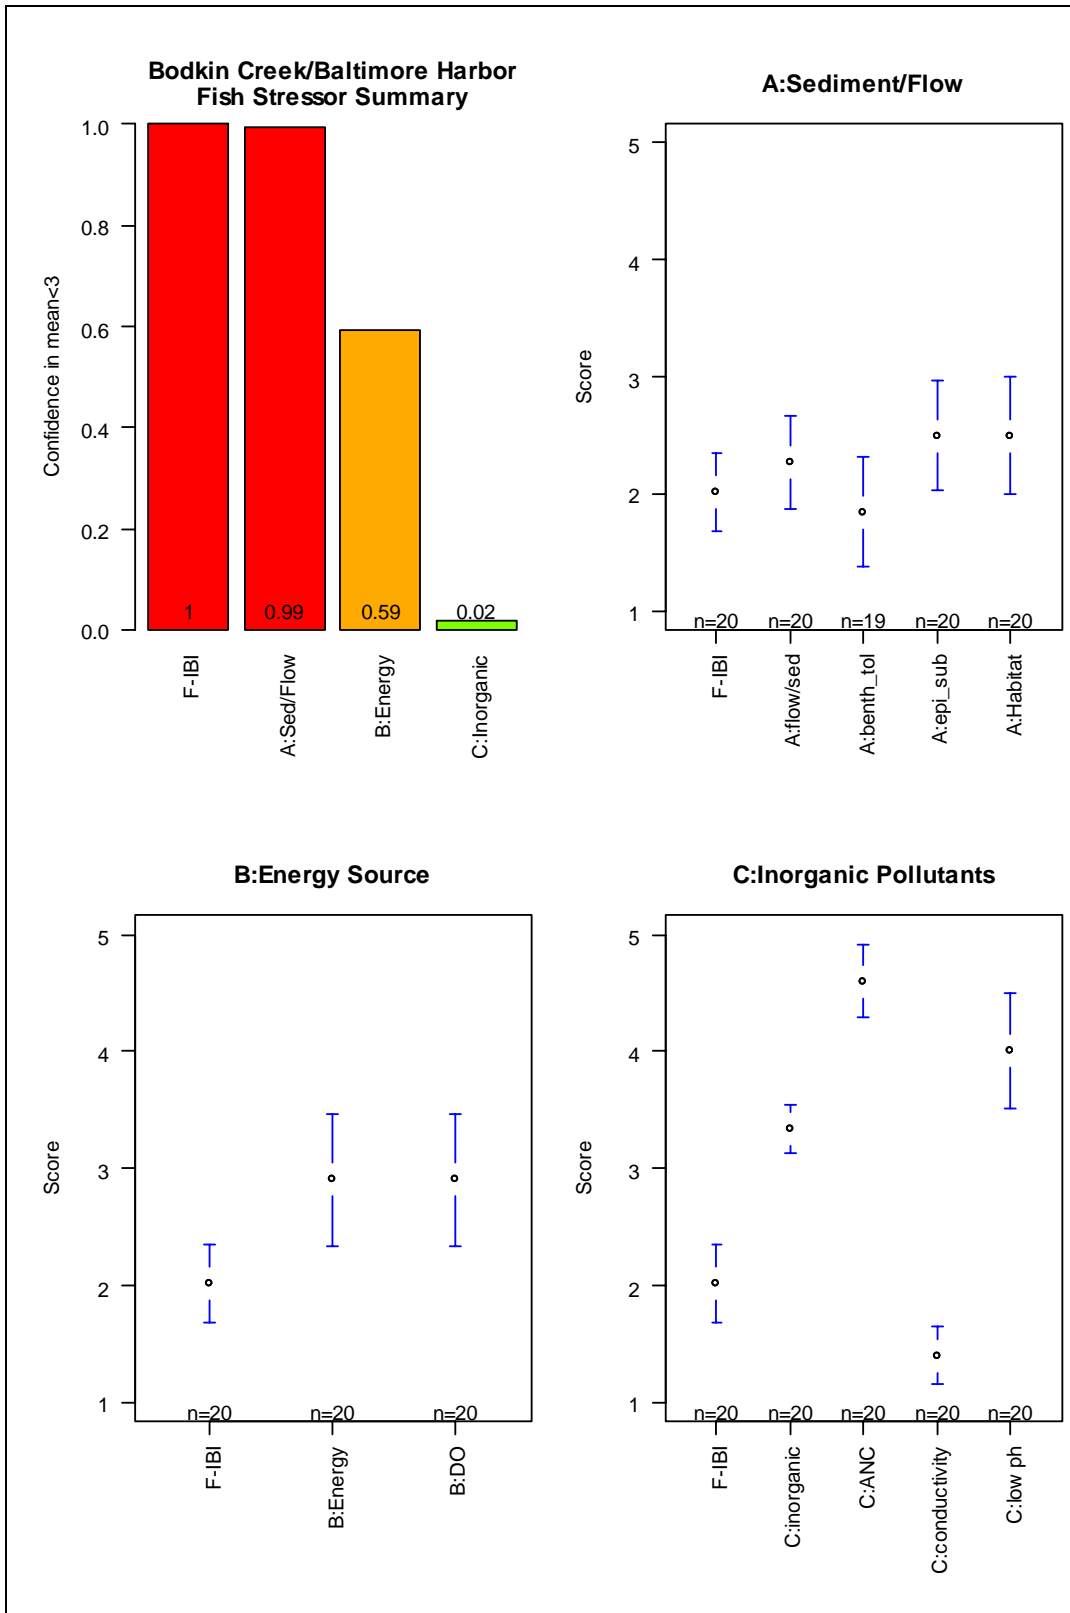 Bodkin Creek/Baltimore Harbor
Fish Stressor Summary
Confidence in mean<3
1.0
0.8
0.6
0.4
0.2
0.0
1
0.99
0.59
0.02
F-IBI
A:Sed/Flow
B:Energy
C:Inorganic
A:Sediment/Flow
Score
5
4
3
2
1
n=20
n=20
n=19
n=20
n=20
F-IBI
A:flow/sed
A:benth_tol
A:epi_sub
A:Habitat
B:Energy Source
Score
5
4
3
2
1
n=20
n=20
n=20
F-IBI
B:Energy
B:DO
C:Inorganic Pollutants
Score
5
4
3
2
1
n=20
n=20
n=20
n=20
n=20
F-IBI
C:inorganic
C:ANC
C:conductivity
C:low ph